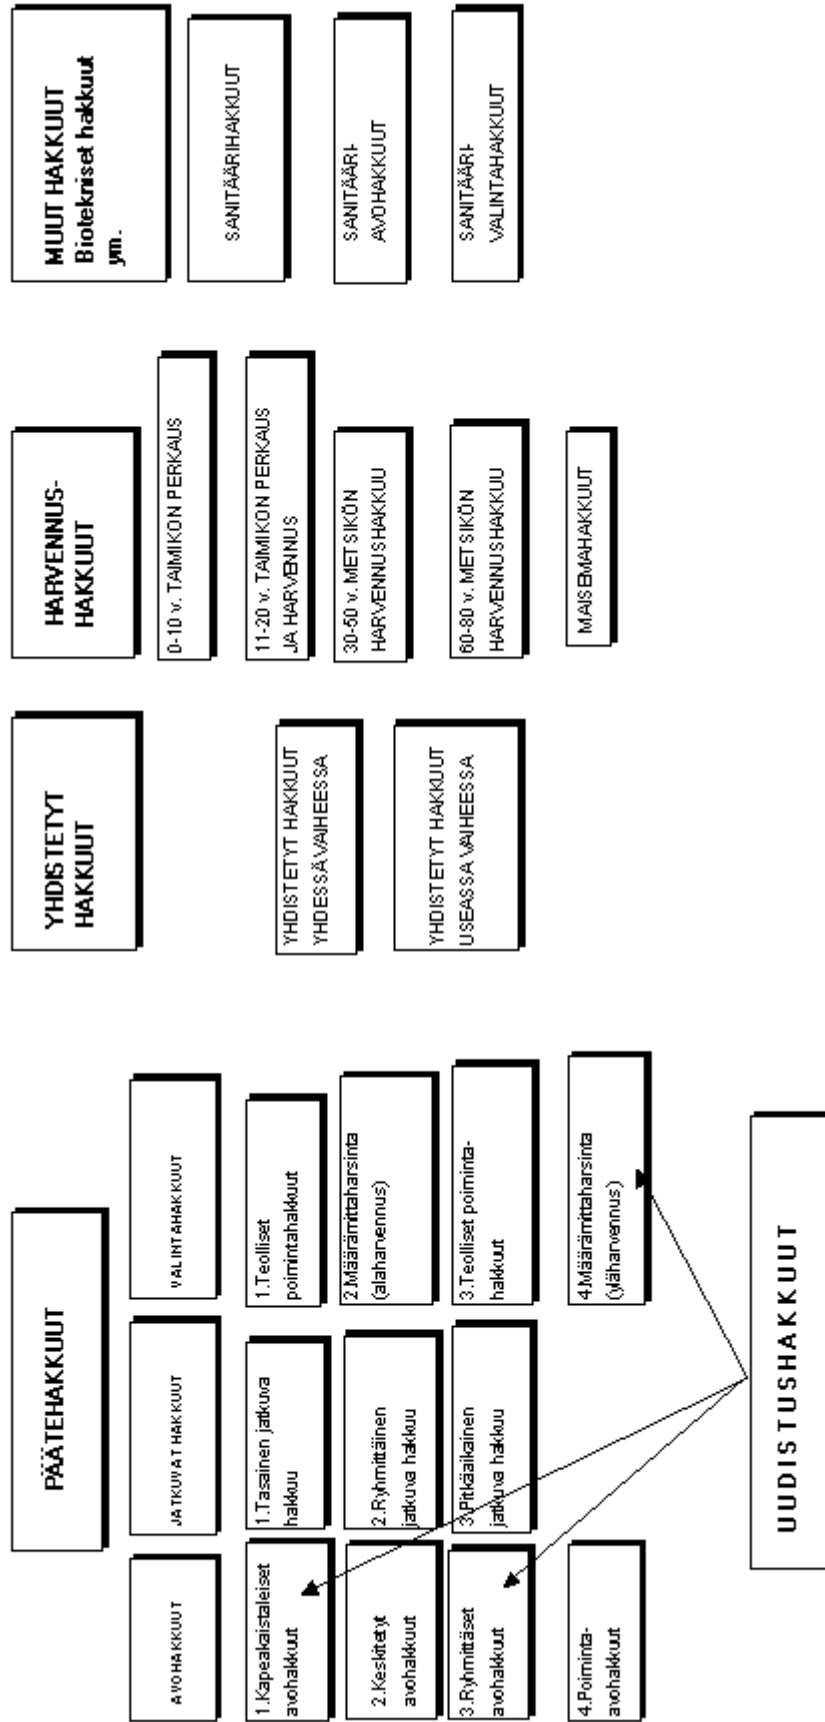 PÄÄTEHAKKUUT
AVOHAKKUUT
1.Kapeakaistaleiset
avohakkuut
2.Keskitetyt
avohakkuut
3.Ryhmittäset
avohakkuut
4.Poiminta-
avohakkuut
JATKUVAT HAKKUUT
1.Tasainen jatkuva
hakkuu
2.Ryhmittäinen
jatkuva hakkuu
3.Pitkäaikainen
jatkuva hakkuu
VALINTAHAKKUUT
1.Teolliset
poimintahakkuut
2.Määrämittaharsinta
(alaharvennus)
3.Teolliset poiminta-
hakkuut
4.Määrämittaharsinta
(yläharvennus)
UUDISTUSHAKKUUT
YHDISTETYT
HAKKUUT
YHDISTETYT HAKKUUT
YHDESSÄ VAIHEESSA
YHDISTETYT HAKKUUT
USEASSA VAIHEESSA
HARVENNUS-
HAKKUUT
0-10 v. TAIMIKON PERKAUS
11-20 v. TAIMIKON PERKAUS
JA HARVENNUS
30-50 v. METSIKÖN
HARVENNUSHAKKUU
60-80 v. METSIKÖN
HARVENNUSHAKKUU
MAISEMAHAKKUUT
MUUT HAKKUUT
Biotekniset hakkuut
ym.
SANITÄÄRIHAKKUUT
SANITÄÄRI-
AVOHAKKUUT
SANITÄÄRI-
VALINTAHAKKUUT